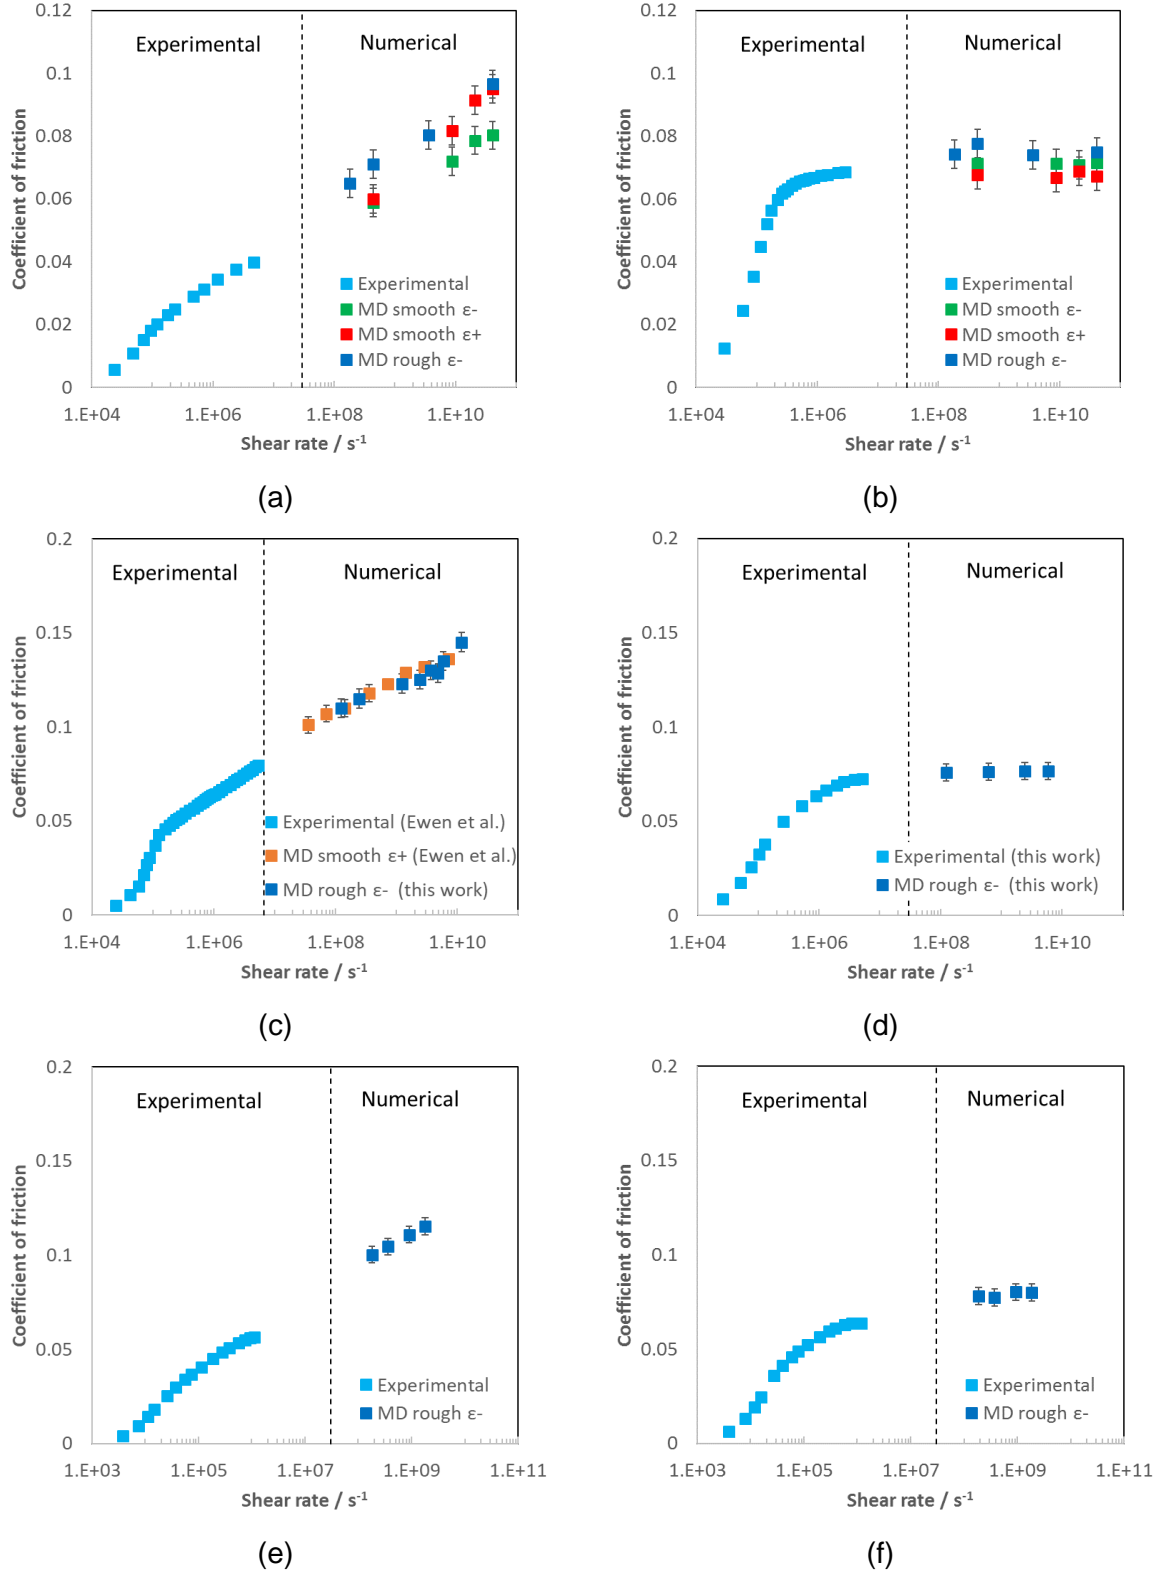 0.12
0.1
0.08
0.06
0.04
0.02
0
Coefficient of friction
Experimental
Numerical
Experimental
MD smooth ε-
MD smooth ε+
MD rough ε-
1.E+04 1.E+06 1.E+08 1.E+10
Shear rate / s⁻¹
(a)
0.12
0.1
0.08
0.06
0.04
0.02
0
Coefficient of friction
Experimental
Numerical
Experimental
MD smooth ε-
MD smooth ε+
MD rough ε-
1.E+04 1.E+06 1.E+08 1.E+10
Shear rate / s⁻¹
(b)
0.2
0.15
0.1
0.05
0
Coefficient of friction
Experimental
Numerical
Experimental (Ewen et al.)
MD smooth ε+ (Ewen et al.)
MD rough ε- (this work)
1.E+04 1.E+06 1.E+08 1.E+10
Shear rate / s⁻¹
(c)
0.2
0.15
0.1
0.05
0
Coefficient of friction
Experimental
Numerical
Experimental (this work)
MD rough ε- (this work)
1.E+04 1.E+06 1.E+08 1.E+10
Shear rate / s⁻¹
(d)
0.2
0.15
0.1
0.05
0
Coefficient of friction
Experimental
Numerical
Experimental
MD rough ε-
1.E+03 1.E+05 1.E+07 1.E+09 1.E+11
Shear rate / s⁻¹
(e)
0.2
0.15
0.1
0.05
0
Coefficient of friction
Experimental
Numerical
Experimental
MD rough ε-
1.E+03 1.E+05 1.E+07 1.E+09 1.E+11
Shear rate / s⁻¹
(f)